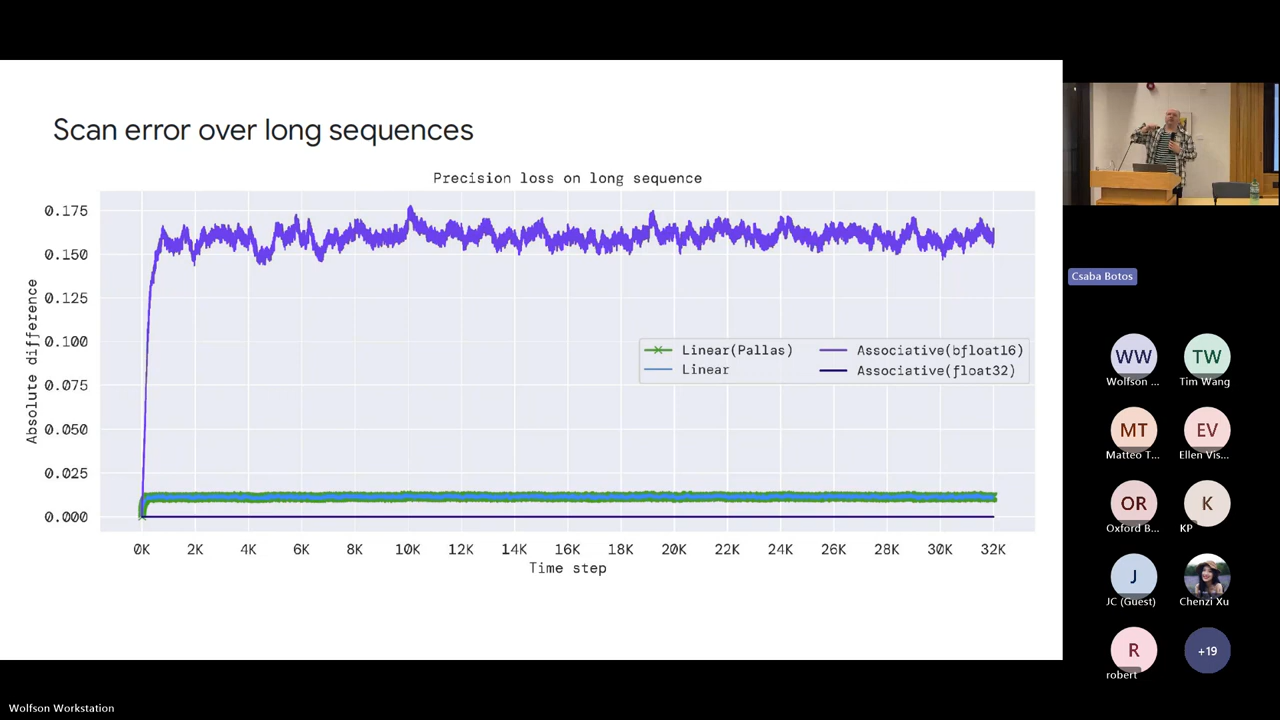 Scan error over long sequences
Precision loss on long sequence
Absolute difference
0.175
0.150
0.125
0.100
0.075
0.050
0.025
0.000
Linear(Pallas)
Linear
Associative(bfloat16)
Associative(float32)
0K 2K 4K 6K 8K 10K 12K 14K 16K 18K 20K 22K 24K 26K 28K 30K 32K
Time step
Csaba Botos
WW TW
Wolfson ... Tim Wang
MT EV
Matteo T... Ellen Vis...
OR K
Oxford B... KP
J
JC (Guest) Chenzi Xu
R +19
robert
Wolfson Workstation